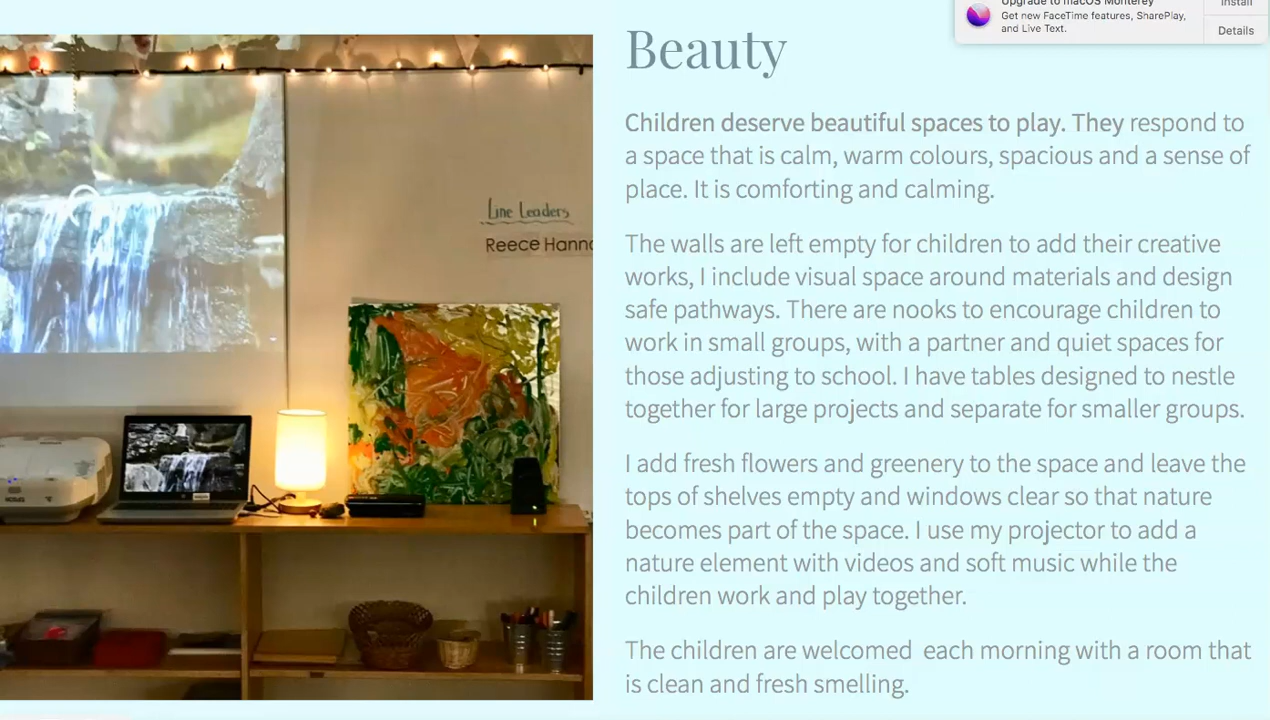 Upgrade to macOS Monterey
Install
Get new FaceTime features, SharePlay,
and Live Text.
Details
Beauty
Children deserve beautiful spaces to play. They respond to
a space that is calm, warm colours, spacious and a sense of
place. It is comforting and calming.
The walls are left empty for children to add their creative
works, I include visual space around materials and design
safe pathways. There are nooks to encourage children to
work in small groups, with a partner and quiet spaces for
those adjusting to school. I have tables designed to nestle
together for large projects and separate for smaller groups.
I add fresh flowers and greenery to the space and leave the
tops of shelves empty and windows clear so that nature
becomes part of the space. I use my projector to add a
nature element with videos and soft music while the
children work and play together.
The children are welcomed  each morning with a room that
is clean and fresh smelling.
Line Leaders
Reece Hanna
EPSON